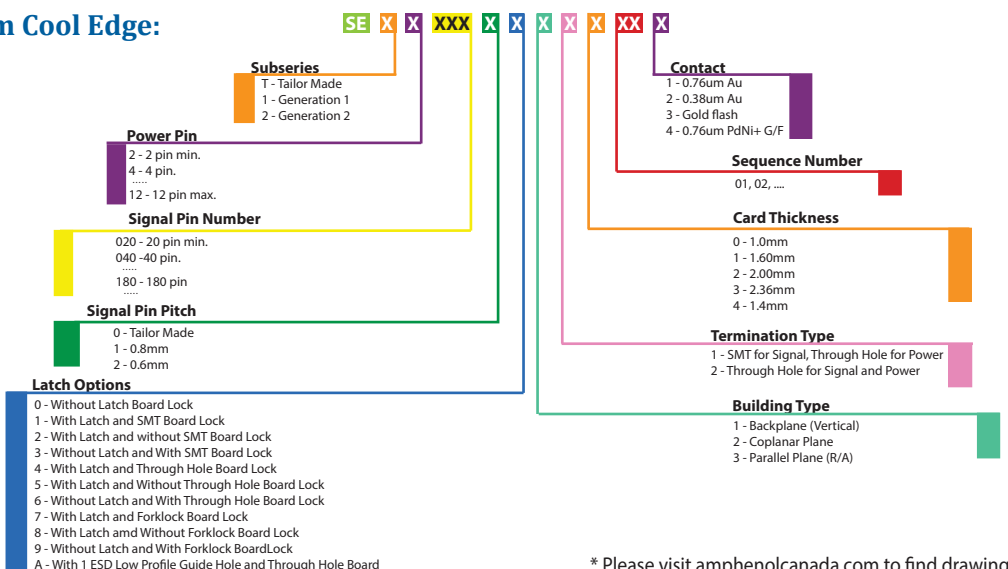 m Cool Edge:
SE X X XXX X X X X X XX X
Subseries
T - Tailor Made
1 - Generation 1
2 - Generation 2
Power Pin
2 - 2 pin min.
4 - 4 pin.
.....
12 - 12 pin max.
Signal Pin Number
020 - 20 pin min.
040 -40 pin.
.....
180 - 180 pin
.....
Signal Pin Pitch
0 - Tailor Made
1 - 0.8mm
2 - 0.6mm
Latch Options
0 - Without Latch Board Lock
1 - With Latch and SMT Board Lock
2 - With Latch and without SMT Board Lock
3 - Without Latch and With SMT Board Lock
4 - With Latch and Through Hole Board Lock
5 - With Latch and Without Through Hole Board Lock
6 - Without Latch and With Through Hole Board Lock
7 - With Latch and Forklock Board Lock
8 - With Latch amd Without Forklock Board Lock
9 - Without Latch and With Forklock BoardLock
A - With 1 ESD Low Profile Guide Hole and Through Hole Board
Contact
1 - 0.76um Au
2 - 0.38um Au
3 - Gold flash
4 - 0.76um PdNi+ G/F
Sequence Number
01, 02, ....
Card Thickness
0 - 1.0mm
1 - 1.60mm
2 - 2.00mm
3 - 2.36mm
4 - 1.4mm
Termination Type
1 - SMT for Signal, Through Hole for Power
2 - Through Hole for Signal and Power
Building Type
1 - Backplane (Vertical)
2 - Coplanar Plane
3 - Parallel Plane (R/A)
* Please visit amphenolcanada.com to find drawing